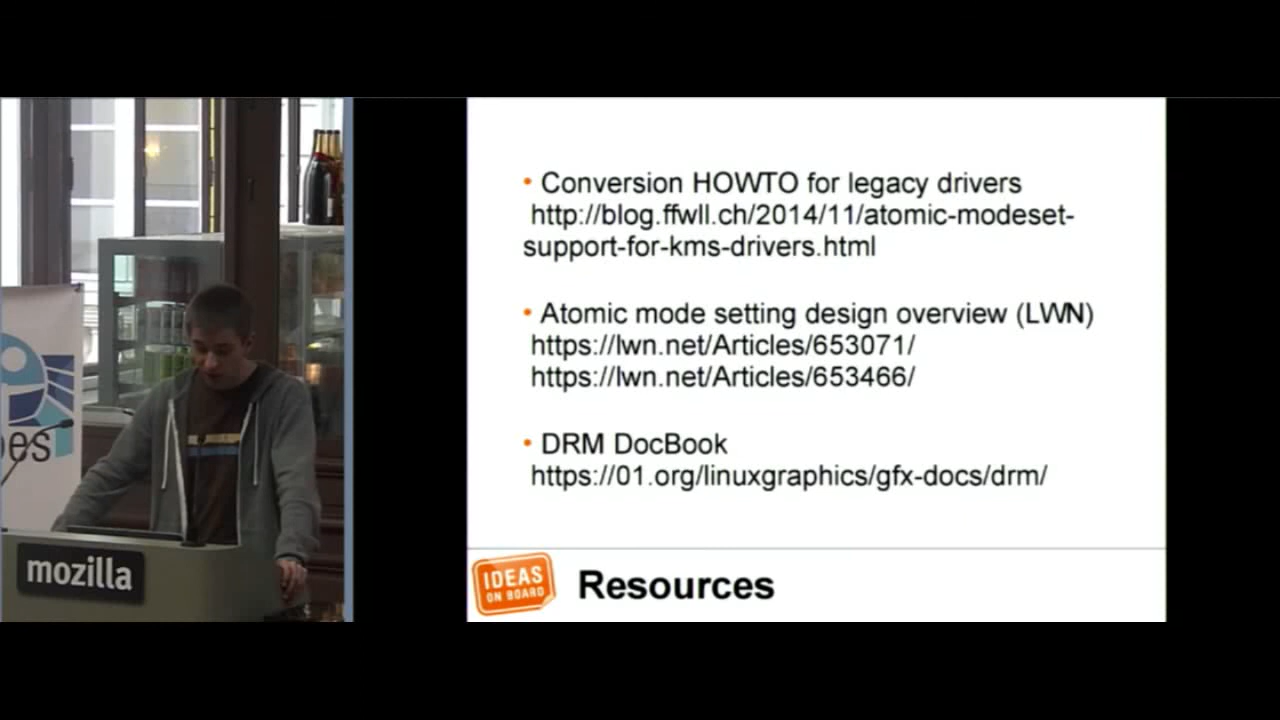 • Conversion HOWTO for legacy drivers
http://blog.ffwll.ch/2014/11/atomic-modeset-
support-for-kms-drivers.html
• Atomic mode setting design overview (LWN)
https://lwn.net/Articles/653071/
https://lwn.net/Articles/653466/
• DRM DocBook
https://01.org/linuxgraphics/gfx-docs/drm/
IDEAS
ON BOARD
Resources
mozilla